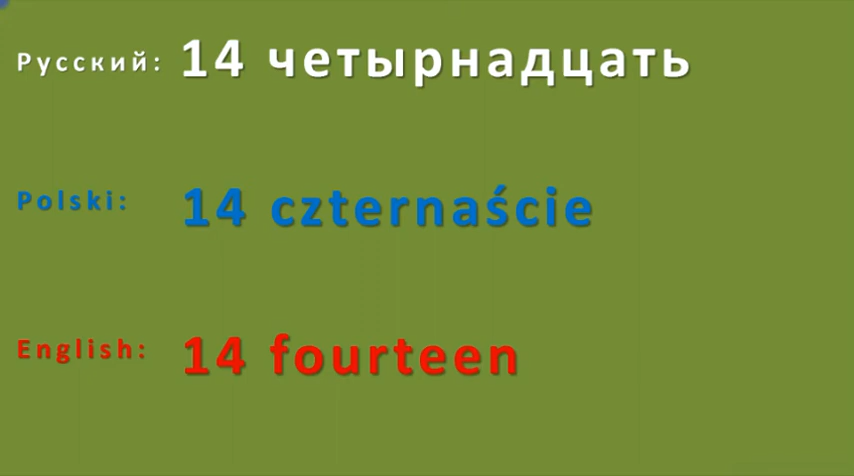 Русский: 14 четырнадцать
Polski: 14 czternaście
English: 14 fourteen